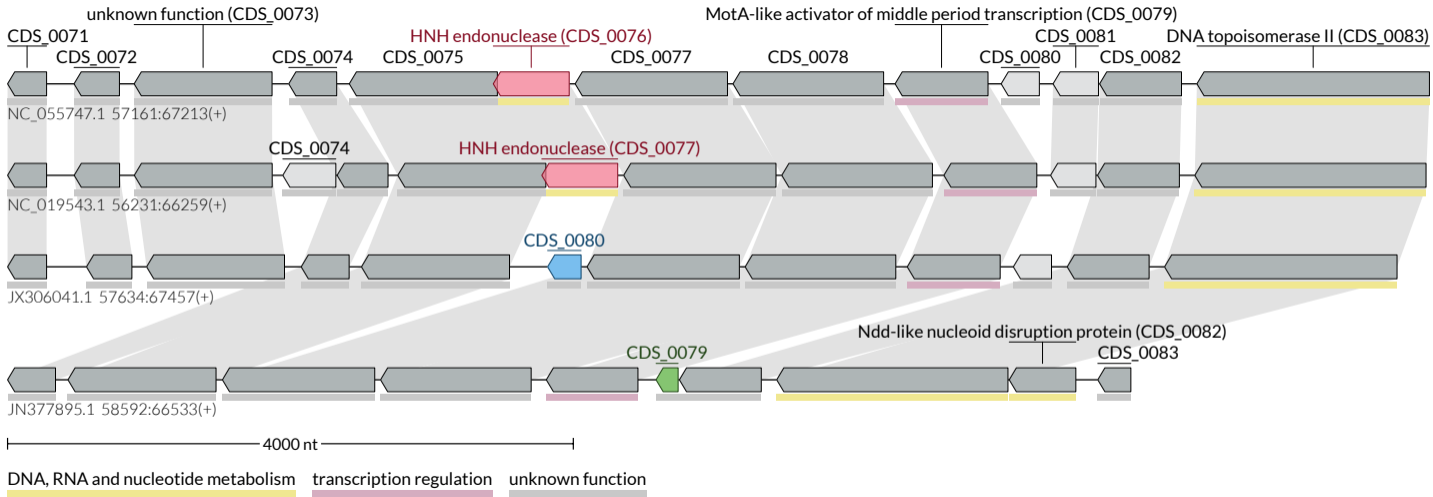 unknown function (CDS_0073)
MotA-like activator of middle period transcription (CDS_0079)
CDS_0071
HNH endonuclease (CDS_0076)
CDS_0081
DNA topoisomerase II (CDS_0083)
CDS_0072
CDS_0074
CDS_0075
CDS_0077
CDS_0078
CDS_0080
CDS_0082
NC_055747.1 57161:67213(+)
CDS_0074
HNH endonuclease (CDS_0077)
NC_019543.1 56231:66259(+)
CDS_0080
JX306041.1 57634:67457(+)
Ndd-like nucleoid disruption protein (CDS_0082)
CDS_0079
CDS_0083
JN377895.1 58592:66533(+)
4000 nt
DNA, RNA and nucleotide metabolism
transcription regulation
unknown function